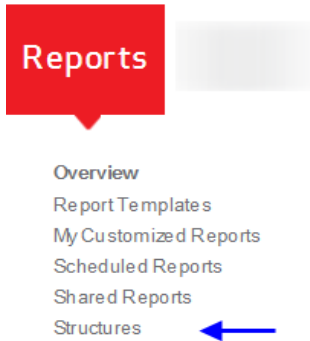 Reports
Overview
Report Templates
My Customized Reports
Scheduled Reports
Shared Reports
Structures